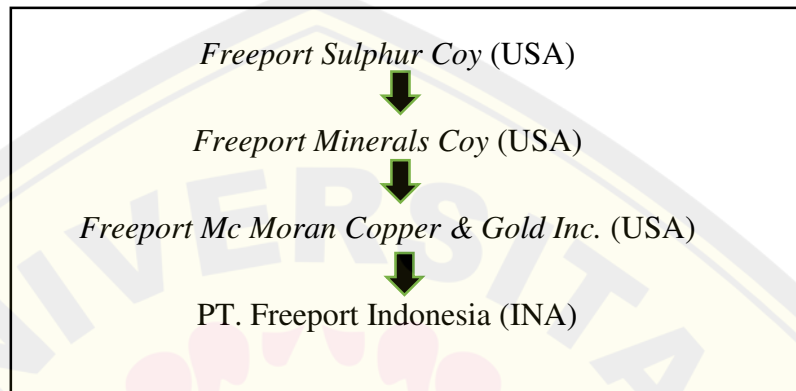 Freeport Sulphur Coy (USA)
Freeport Minerals Coy (USA)
Freeport Mc Moran Copper & Gold Inc. (USA)
PT. Freeport Indonesia (INA)
UNIVERSITA